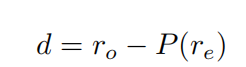 d = r_o − P(r_e)